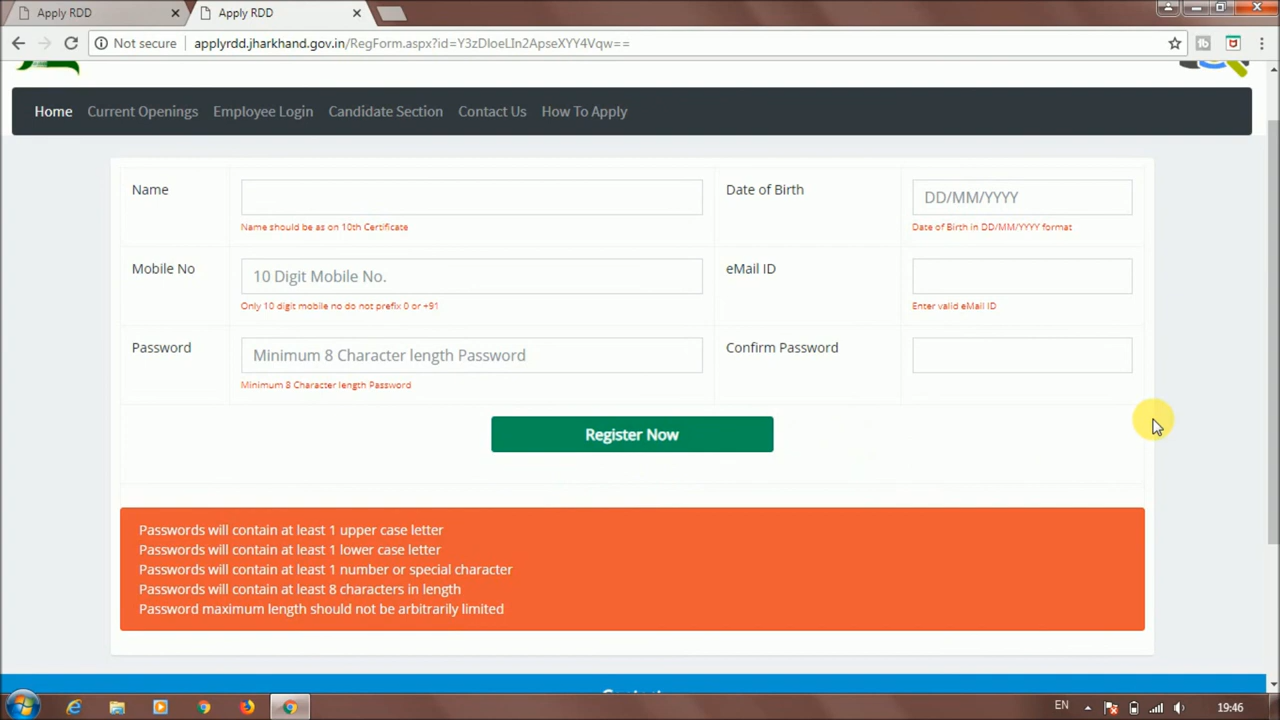 Apply RDD
Apply RDD
Not secure applyrdd.jharkhand.gov.in/RegForm.aspx?id=Y3zDloeLIn2ApseXYY4Vqw==
Home Current Openings Employee Login Candidate Section Contact Us How To Apply
Name Date of Birth DD/MM/YYYY
Name should be as on 10th Certificate Date of Birth in DD/MM/YYYY format
Mobile No 10 Digit Mobile No. eMail ID
Only 10 digit mobile no do not prefix 0 or +91 Enter valid eMail ID
Password Minimum 8 Character length Password Confirm Password
Minimum 8 Character length Password
Register Now
Passwords will contain at least 1 upper case letter
Passwords will contain at least 1 lower case letter
Passwords will contain at least 1 number or special character
Passwords will contain at least 8 characters in length
Password maximum length should not be arbitrarily limited
EN 19:46